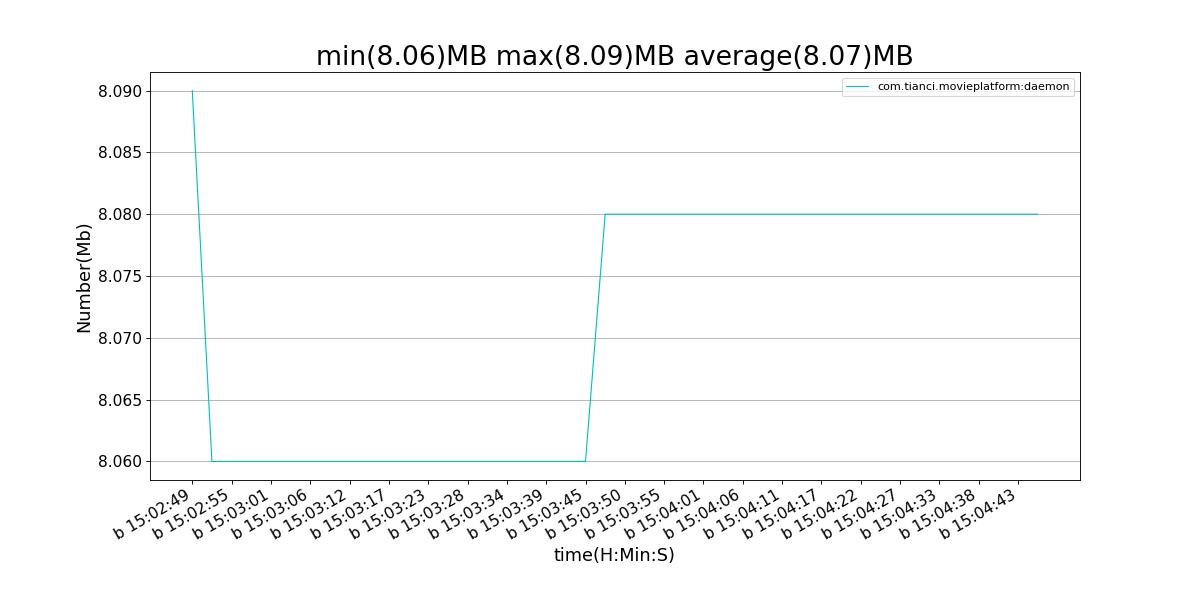 min(8.06)MB max(8.09)MB average(8.07)MB
com.tianci.movieplatform:daemon
8.090
8.085
8.080
8.075
8.070
8.065
8.060
Number(Mb)
b 15:02:49
b 15:02:55
b 15:03:01
b 15:03:06
b 15:03:12
b 15:03:17
b 15:03:23
b 15:03:28
b 15:03:34
b 15:03:39
b 15:03:45
b 15:03:50
b 15:03:55
b 15:04:01
b 15:04:06
b 15:04:11
b 15:04:17
b 15:04:22
b 15:04:27
b 15:04:33
b 15:04:38
b 15:04:43
time(H:Min:S)